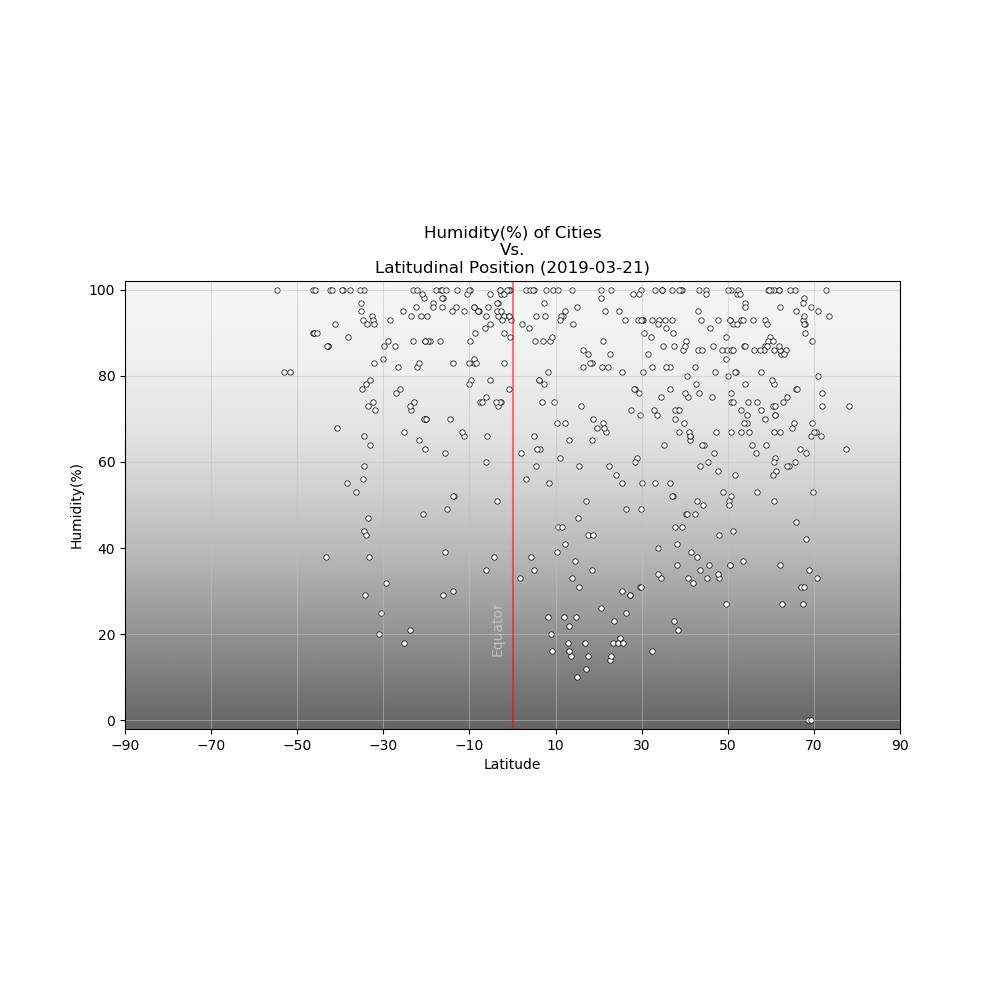 Humidity(%) of Cities
Vs.
Latitudinal Position (2019-03-21)
100
80
60
40
20
0
Humidity(%)
Equator
−90 −70 −50 −30 −10 10 30 50 70 90
Latitude